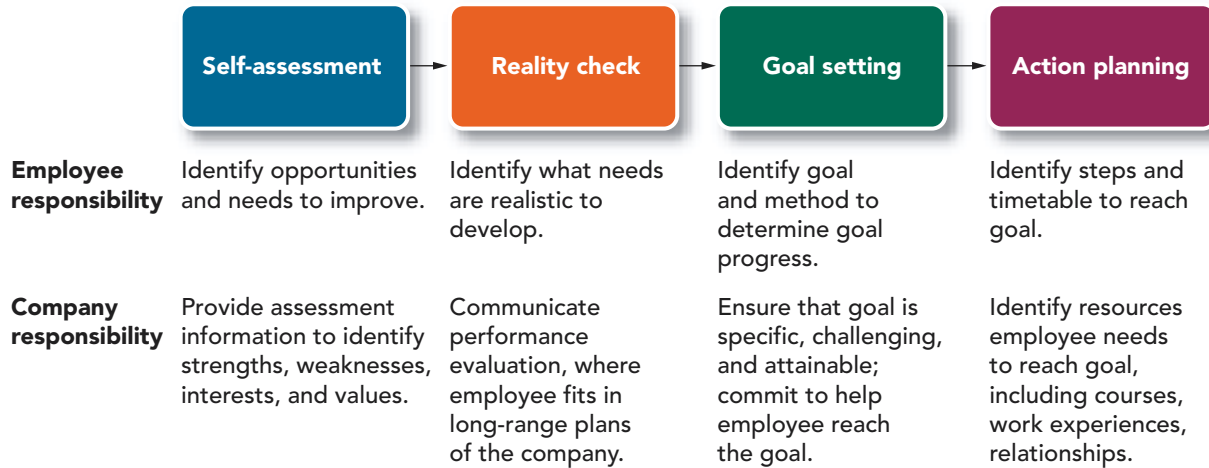 Self-assessment
Reality check
Goal setting
Action planning
Employee
responsibility
Identify opportunities
and needs to improve.
Identify what needs
are realistic to
develop.
Identify goal
and method to
determine goal
progress.
Identify steps and
timetable to reach
goal.
Company
responsibility
Provide assessment
information to identify
strengths, weaknesses,
interests, and values.
Communicate
performance
evaluation, where
employee fits in
long-range plans
of the company.
Ensure that goal is
specific, challenging,
and attainable;
commit to help
employee reach
the goal.
Identify resources
employee needs
to reach goal,
including courses,
work experiences,
relationships.